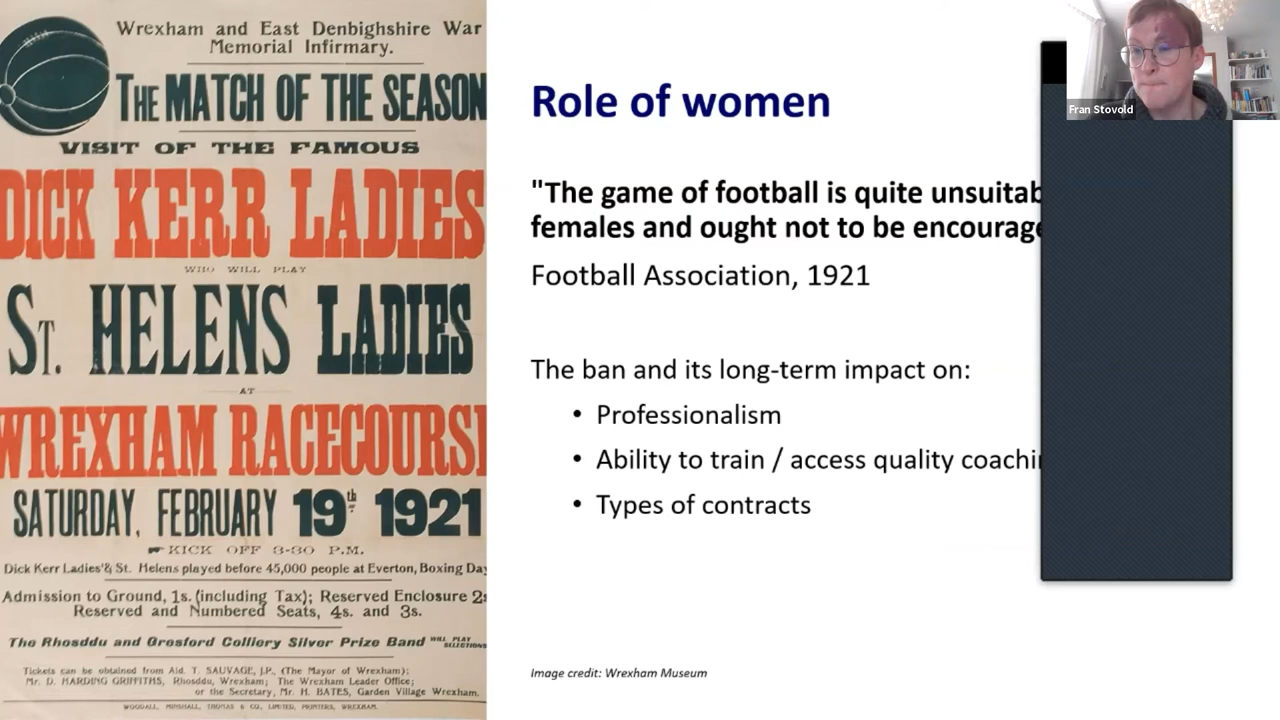 Wrexham and East Denbighshire War
Memorial Infirmary.
THE MATCH OF THE SEASON
VISIT OF THE FAMOUS
DICK KERR LADIES
WHO WILL PLAY
ST. HELENS LADIES
AT
WREXHAM RACECOURSE
SATURDAY, FEBRUARY 19th 1921
KICK OFF 3-30 P.M.
Dick Kerr Ladies' & St. Helens played before 45,000 people at Everton, Boxing Day
Admission to Ground, 1s. (including Tax); Reserved Enclosure 2s
Reserved and Numbered Seats, 4s. and 3s.
The Rhosddu and Gresford Colliery Silver Prize Band WILL PLAY SELECTIONS
Tickets can be obtained from Ald. T. SAUVAGE, J.P., (The Mayor of Wrexham);
Mr. D. HARDING GRIFFITHS, Rhosddu, Wrexham; The Wrexham Leader Office;
or the Secretary, Mr. H. BATES, Garden Village Wrexham.
WOODALL, MINSHALL, THOMAS & CO., LIMITED, PRINTERS, WREXHAM.
Role of women
"The game of football is quite unsuitab
females and ought not to be encourage
Football Association, 1921
The ban and its long-term impact on:
• Professionalism
• Ability to train / access quality coachin
• Types of contracts
Image credit: Wrexham Museum
Fran Stovold